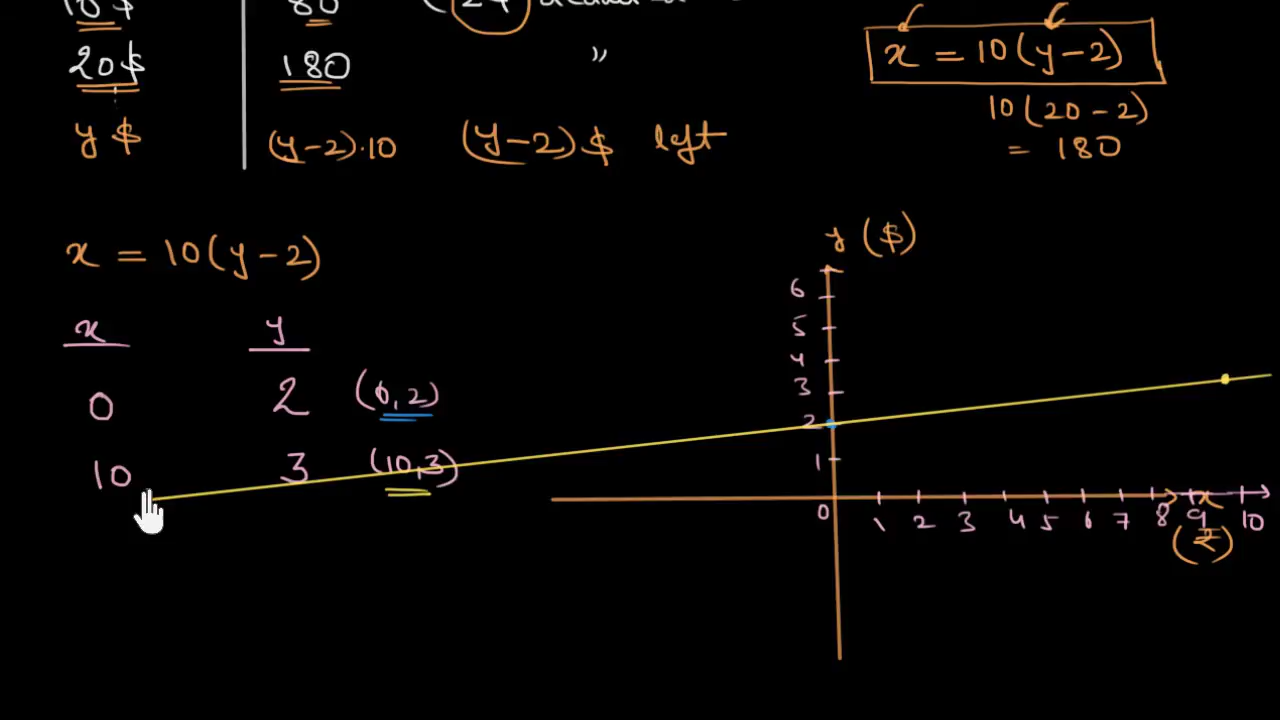 10$ 80
20$ 180 〃
y $ (y-2)·10 (y-2) $ left
x = 10(y-2)
10(20-2)
= 180
x = 10(y-2)
x y
0 2 (0,2)
10 3 (10,3)
y ($)
6
5
4
3
2
1
0 1 2 3 4 5 6 7 8 9 10
x
(₹)